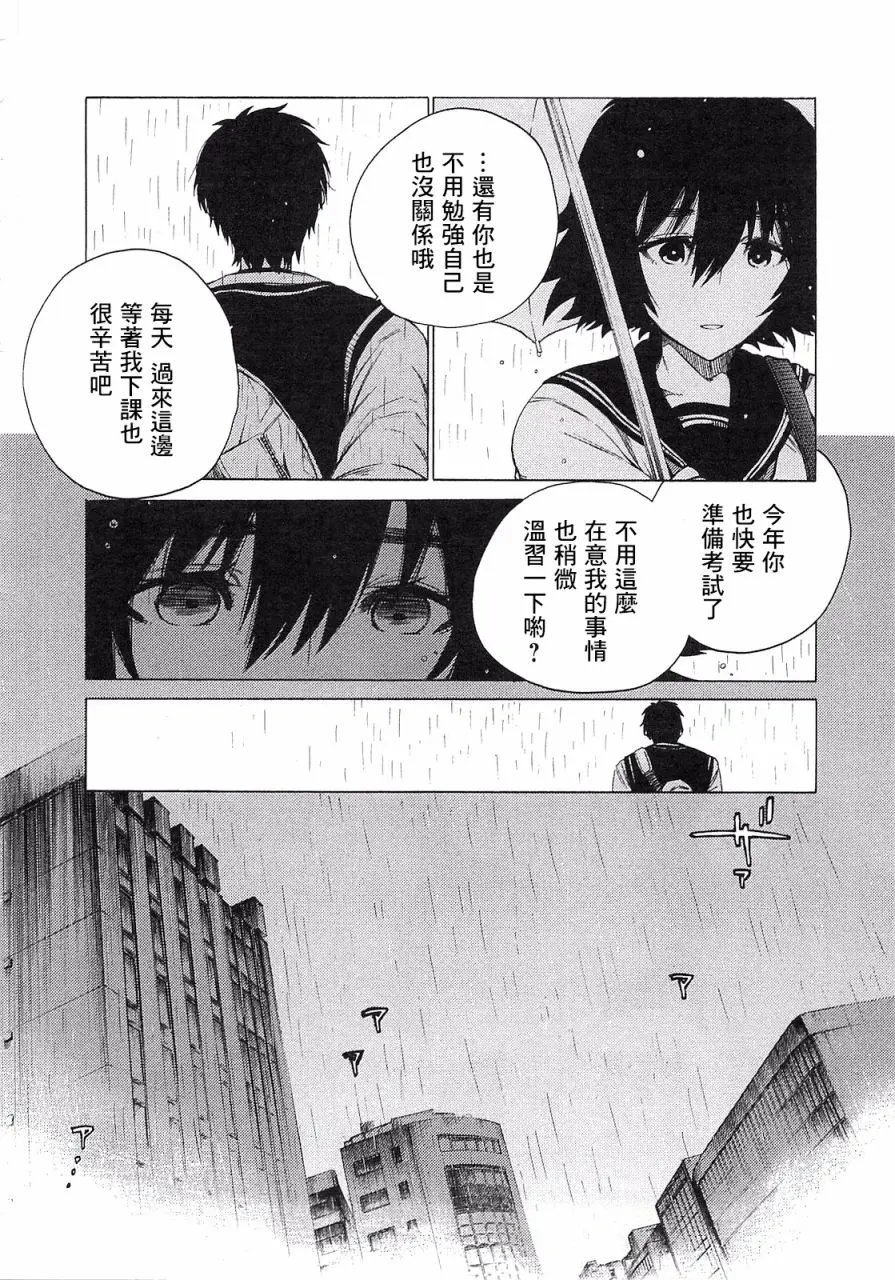 …還有你也是
不用勉強自己
也沒關係哦
每天 過來這邊
等著我下課也
很辛苦吧
今年你
也快要
準備考試了
不用這麼
在意我的事情
也稍微
溫習一下喲?
ザ
ァ
ァ
ァ
ァ
ァ
…